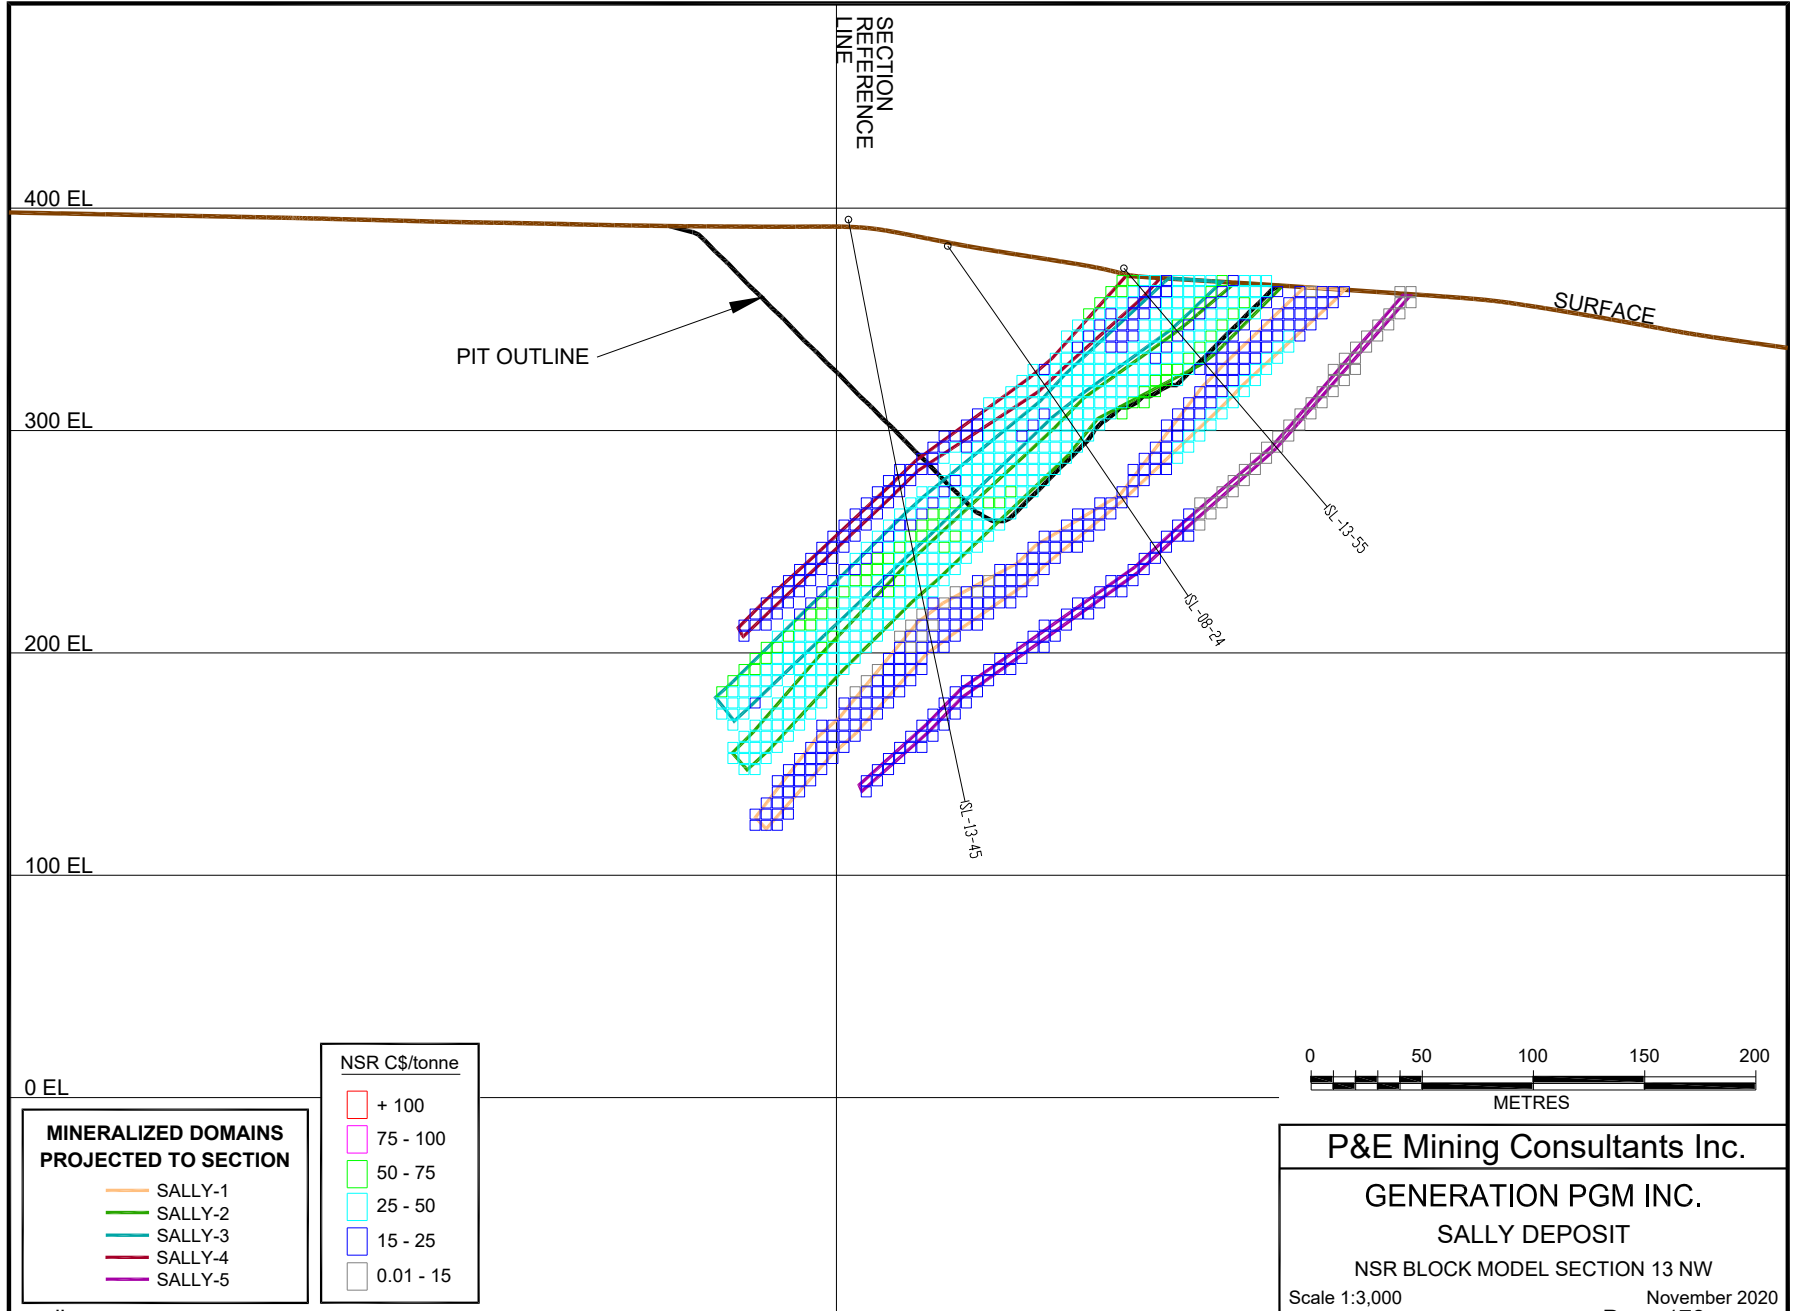 SECTION
REFERENCE
LINE
400 EL
SURFACE
PIT OUTLINE
300 EL
SL-13-55
SL-08-24
200 EL
SL-13-45
100 EL
0 EL
NSR C$/tonne
+ 100
75 - 100
50 - 75
25 - 50
15 - 25
0.01 - 15
MINERALIZED DOMAINS
PROJECTED TO SECTION
SALLY-1
SALLY-2
SALLY-3
SALLY-4
SALLY-5
0 50 100 150 200
METRES
P&E Mining Consultants Inc.
GENERATION PGM INC.
SALLY DEPOSIT
NSR BLOCK MODEL SECTION 13 NW
Scale 1:3,000 November 2020